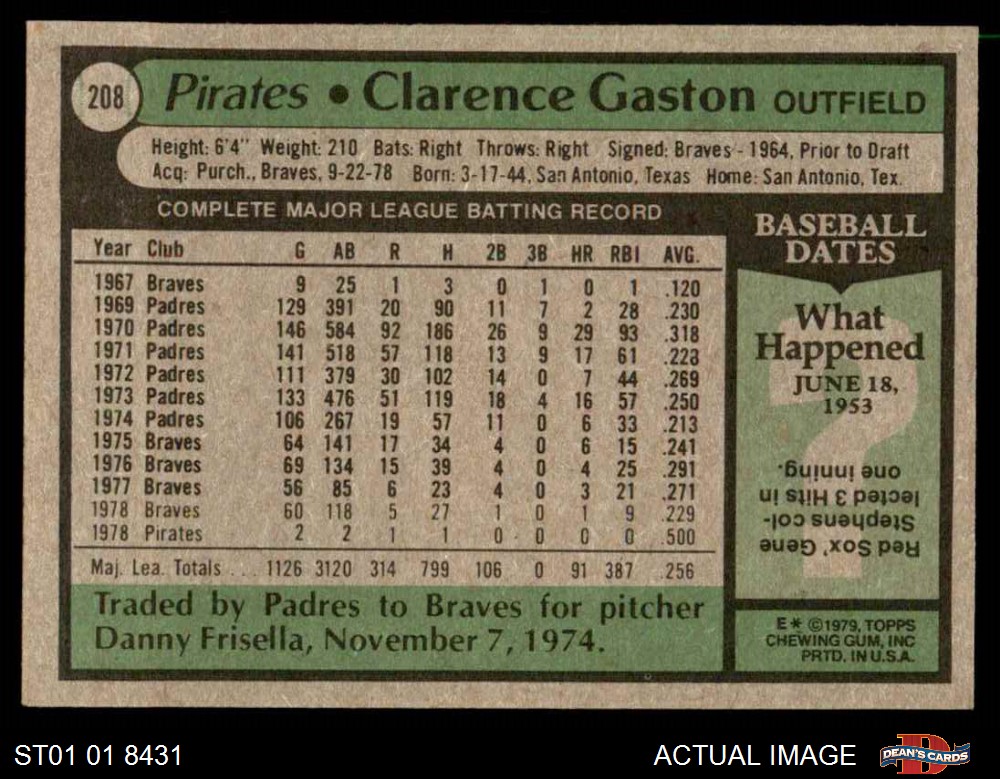 208 Pirates • Clarence Gaston OUTFIELD
Height: 6'4" Weight: 210 Bats: Right Throws: Right Signed: Braves - 1964, Prior to Draft
Acq: Purch., Braves, 9-22-78 Born: 3-17-44, San Antonio, Texas Home: San Antonio, Tex.
COMPLETE MAJOR LEAGUE BATTING RECORD
Year Club G AB R H 2B 3B HR RBI AVG.
1967 Braves 9 25 1 3 0 1 0 1 .120
1969 Padres 129 391 20 90 11 7 2 28 .230
1970 Padres 146 584 92 186 26 9 29 93 .318
1971 Padres 141 518 57 118 13 9 17 61 .223
1972 Padres 111 379 30 102 14 0 7 44 .269
1973 Padres 133 476 51 119 18 4 16 57 .250
1974 Padres 106 267 19 57 11 0 6 33 .213
1975 Braves 64 141 17 34 4 0 6 15 .241
1976 Braves 69 134 15 39 4 0 4 25 .291
1977 Braves 56 85 6 23 4 0 3 21 .271
1978 Braves 60 118 5 27 1 0 1 9 .229
1978 Pirates 2 2 1 1 0 0 0 0 .500
Maj. Lea. Totals ... 1126 3120 314 799 106 0 91 387 .256
Traded by Padres to Braves for pitcher
Danny Frisella, November 7, 1974.
BASEBALL
DATES
What
Happened
JUNE 18,
1953
Red Sox' Gene
Stephens col-
lected 3 Hits in
one inning.
E* ©1979, TOPPS
CHEWING GUM, INC
PRTD. IN U.S.A.
ST01 01 8431
ACTUAL IMAGE
D
DEAN'S CARDS